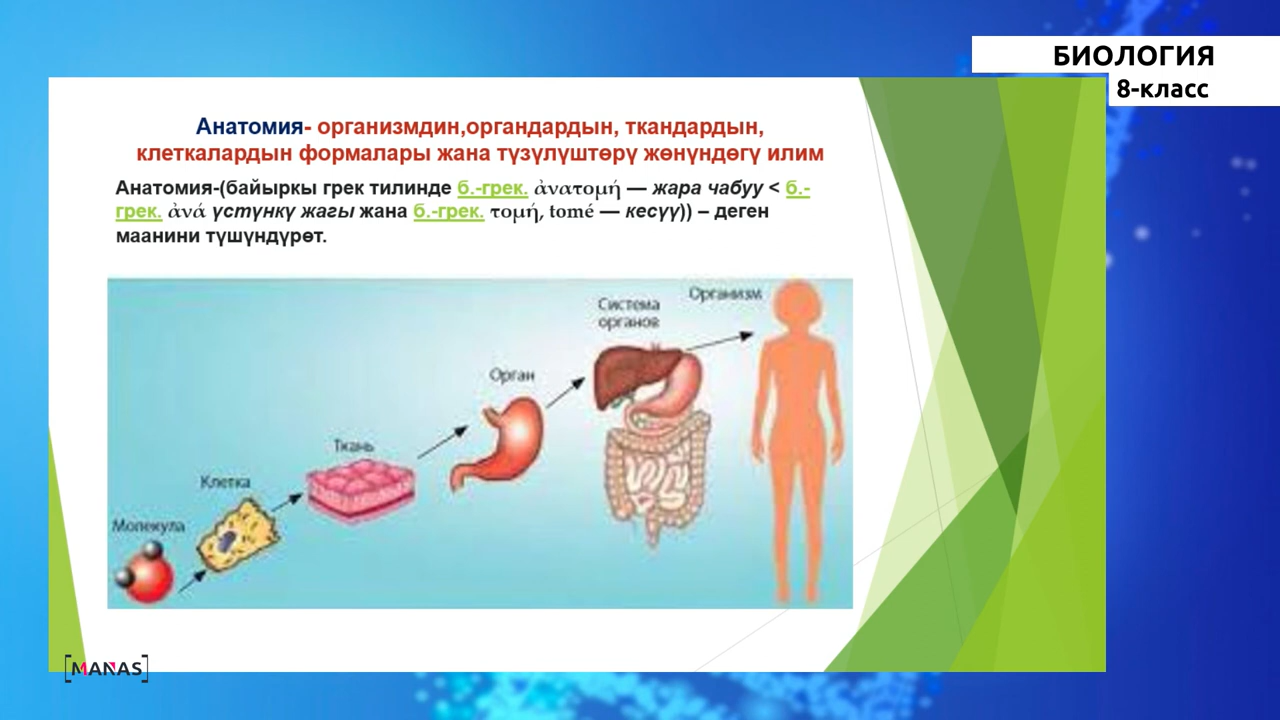 БИОЛОГИЯ
8-класс
Анатомия- организмдин,органдардын, ткандардын,
клеткалардын формалары жана түзүлүштөрү жөнүндөгү илим
Анатомия-(байыркы грек тилинде б.-грек. ἀνατομή — жара чабуу < б.-
грек. ἀνά үстүнкү жагы жана б.-грек. τομή, tomé — кесүү)) – деген
маанини түшүндүрөт.
Молекула
Клетка
Ткань
Орган
Система
органов
Организм
[MANAS]